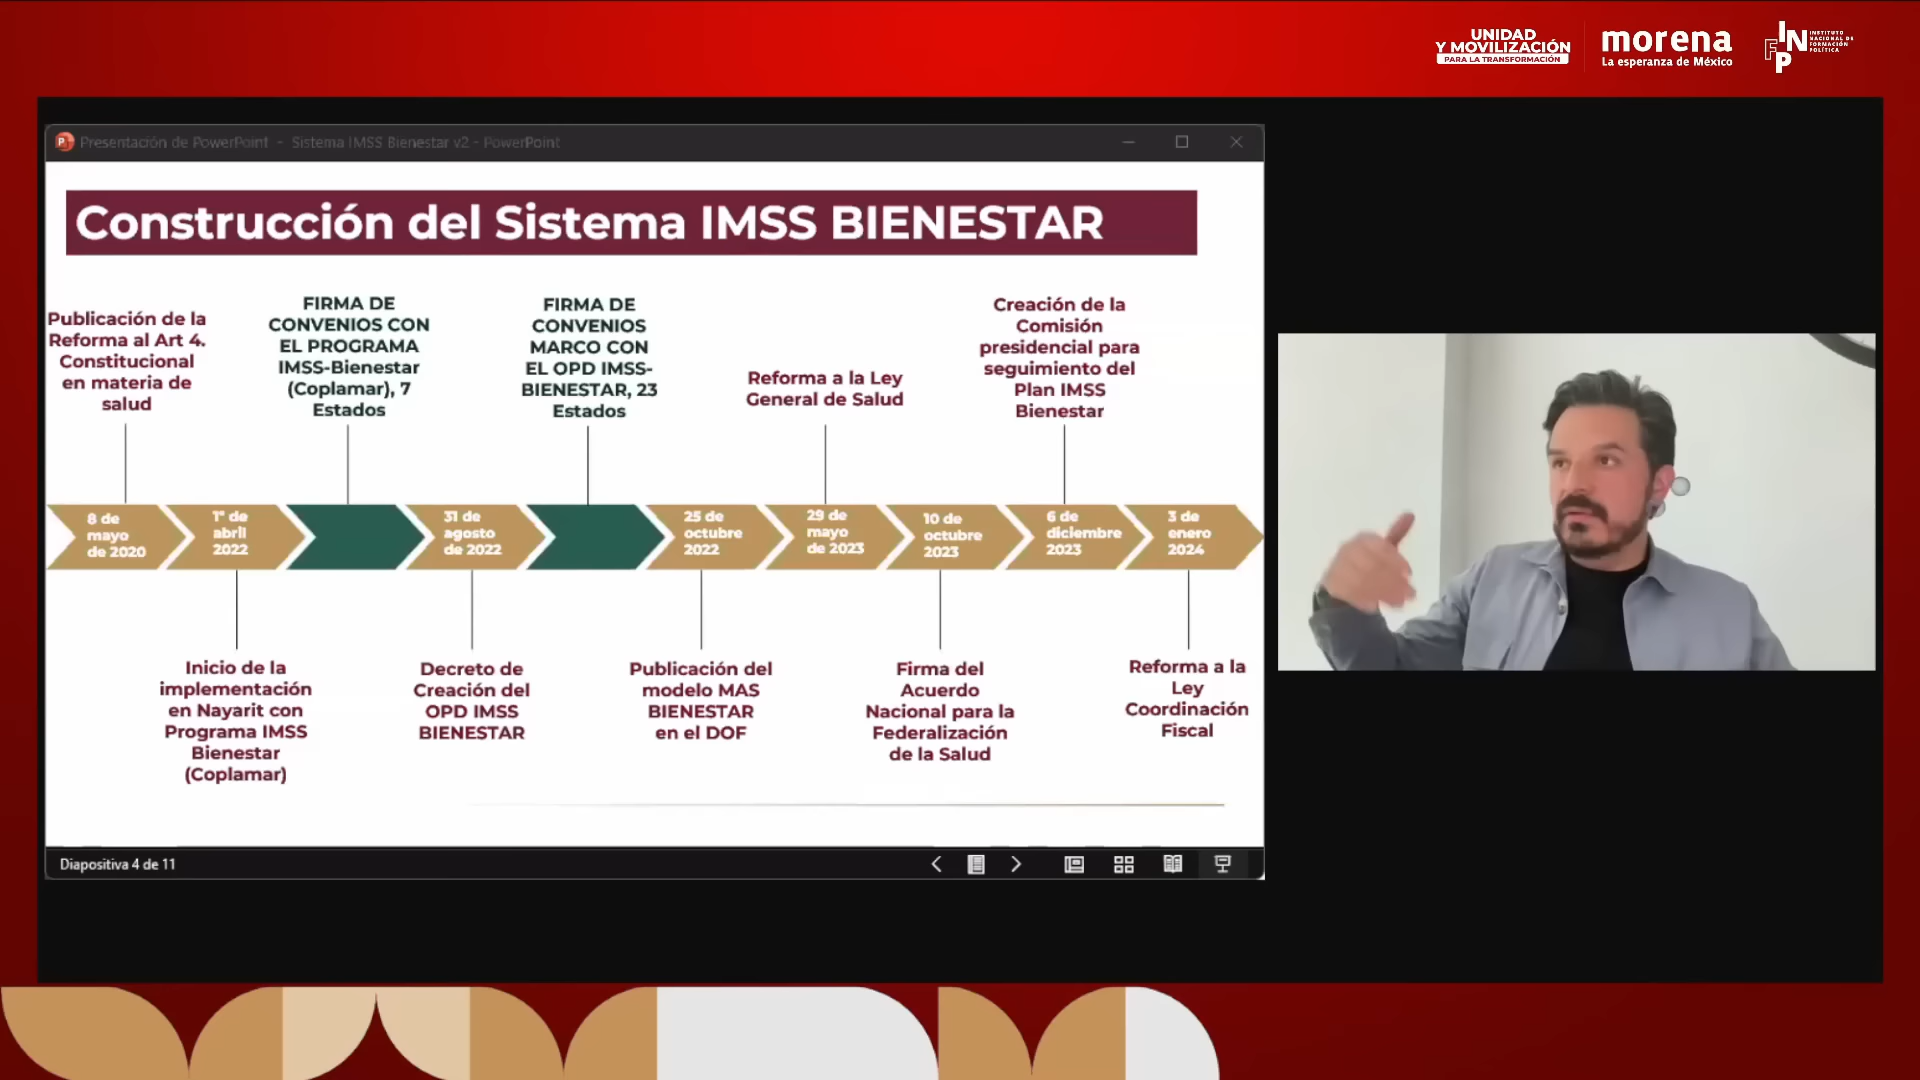 UNIDAD
Y MOVILIZACIÓN
PARA LA TRANSFORMACIÓN
morena
La esperanza de México
INFP
INSTITUTO
NACIONAL DE
FORMACIÓN
POLÍTICA
Presentación de PowerPoint - Sistema IMSS Bienestar v2 - PowerPoint
Construcción del Sistema IMSS BIENESTAR
Publicación de la
Reforma al Art 4.
Constitucional
en materia de
salud
FIRMA DE
CONVENIOS CON
EL PROGRAMA
IMSS-Bienestar
(Coplamar), 7
Estados
FIRMA DE
CONVENIOS
MARCO CON
EL OPD IMSS-
BIENESTAR, 23
Estados
Reforma a la Ley
General de Salud
Creación de la
Comisión
presidencial para
seguimiento del
Plan IMSS
Bienestar
8 de
mayo
de 2020
1° de
abril
2022
31 de
agosto
de 2022
25 de
octubre
2022
29 de
mayo
de 2023
10 de
octubre
2023
6 de
diciembre
2023
3 de
enero
2024
Inicio de la
implementación
en Nayarit con
Programa IMSS
Bienestar
(Coplamar)
Decreto de
Creación del
OPD IMSS
BIENESTAR
Publicación del
modelo MAS
BIENESTAR
en el DOF
Firma del
Acuerdo
Nacional para la
Federalización
de la Salud
Reforma a la
Ley
Coordinación
Fiscal
Diapositiva 4 de 11